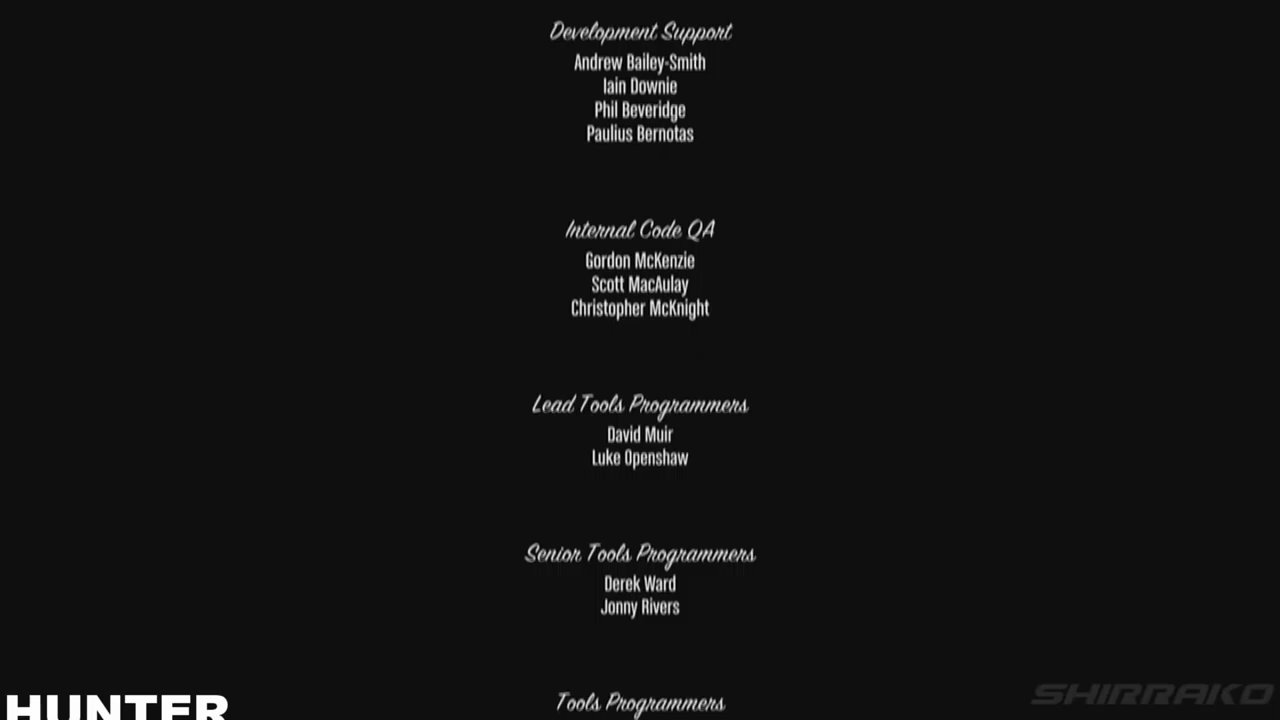 Development Support
Andrew Bailey-Smith
Iain Downie
Phil Beveridge
Paulius Bernotas
Internal Code QA
Gordon McKenzie
Scott MacAulay
Christopher McKnight
Lead Tools Programmers
David Muir
Luke Openshaw
Senior Tools Programmers
Derek Ward
Jonny Rivers
Tools Programmers
HUNTER
SHIRRAKO